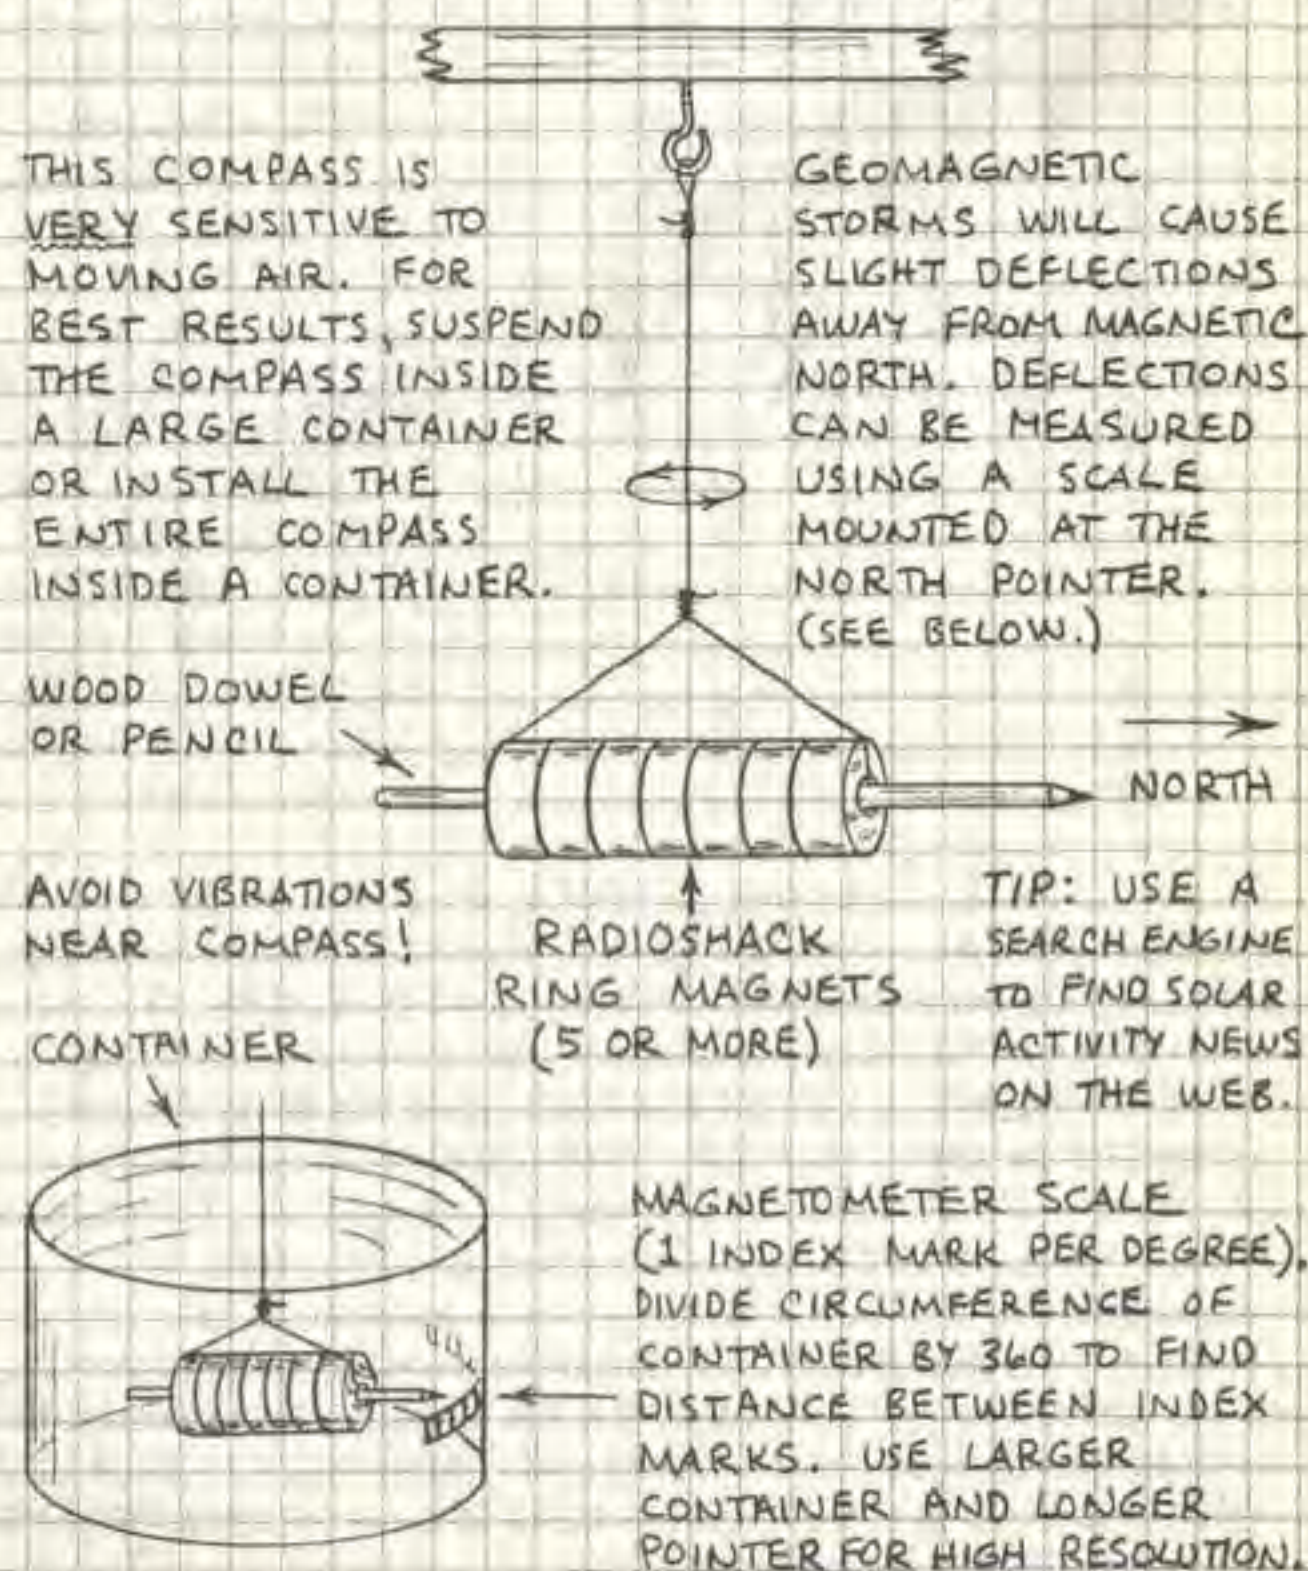 THIS COMPASS IS
VERY SENSITIVE TO
MOVING AIR. FOR
BEST RESULTS, SUSPEND
THE COMPASS INSIDE
A LARGE CONTAINER
OR INSTALL THE
ENTIRE COMPASS
INSIDE A CONTAINER.
GEOMAGNETIC
STORMS WILL CAUSE
SLIGHT DEFLECTIONS
AWAY FROM MAGNETIC
NORTH. DEFLECTIONS
CAN BE MEASURED
USING A SCALE
MOUNTED AT THE
NORTH POINTER.
(SEE BELOW.)
WOOD DOWEL
OR PENCIL
NORTH
AVOID VIBRATIONS
NEAR COMPASS!
RADIOSHACK
RING MAGNETS
(5 OR MORE)
TIP: USE A
SEARCH ENGINE
TO FIND SOLAR
ACTIVITY NEWS
ON THE WEB.
CONTAINER
MAGNETOMETER SCALE
(1 INDEX MARK PER DEGREE).
DIVIDE CIRCUMFERENCE OF
CONTAINER BY 360 TO FIND
DISTANCE BETWEEN INDEX
MARKS. USE LARGER
CONTAINER AND LONGER
POINTER FOR HIGH RESOLUTION.